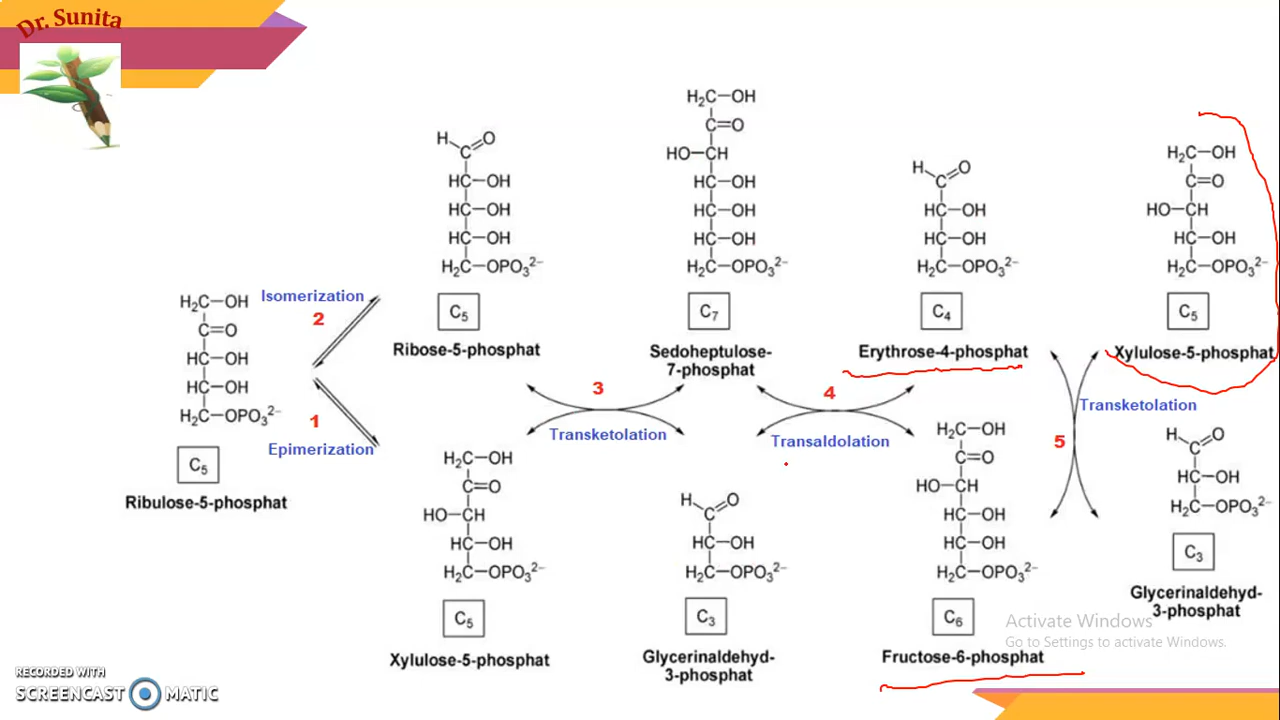 Dr. Sunita
H₂C—OH
C=O
HC—OH
HC—OH
H₂C—OPO₃²⁻
C₅
Ribulose-5-phosphat
Isomerization
2
1
Epimerization
H
O
C
HC—OH
HC—OH
HC—OH
H₂C—OPO₃²⁻
C₅
Ribose-5-phosphat
H₂C—OH
C=O
HO—CH
HC—OH
H₂C—OPO₃²⁻
C₅
Xylulose-5-phosphat
3
Transketolation
H₂C—OH
C=O
HO—CH
HC—OH
HC—OH
HC—OH
H₂C—OPO₃²⁻
C₇
Sedoheptulose-
7-phosphat
H
O
C
HC—OH
H₂C—OPO₃²⁻
C₃
Glycerinaldehyd-
3-phosphat
4
Transaldolation
H
O
C
HC—OH
HC—OH
H₂C—OPO₃²⁻
C₄
Erythrose-4-phosphat
H₂C—OH
C=O
HO—CH
HC—OH
HC—OH
H₂C—OPO₃²⁻
C₆
Fructose-6-phosphat
5
Transketolation
H₂C—OH
C=O
HO—CH
HC—OH
H₂C—OPO₃²⁻
C₅
Xylulose-5-phosphat
H
O
C
HC—OH
H₂C—OPO₃²⁻
C₃
Glycerinaldehyd-
3-phosphat
Activate Windows
Go to Settings to activate Windows.
RECORDED WITH
SCREENCAST MATIC